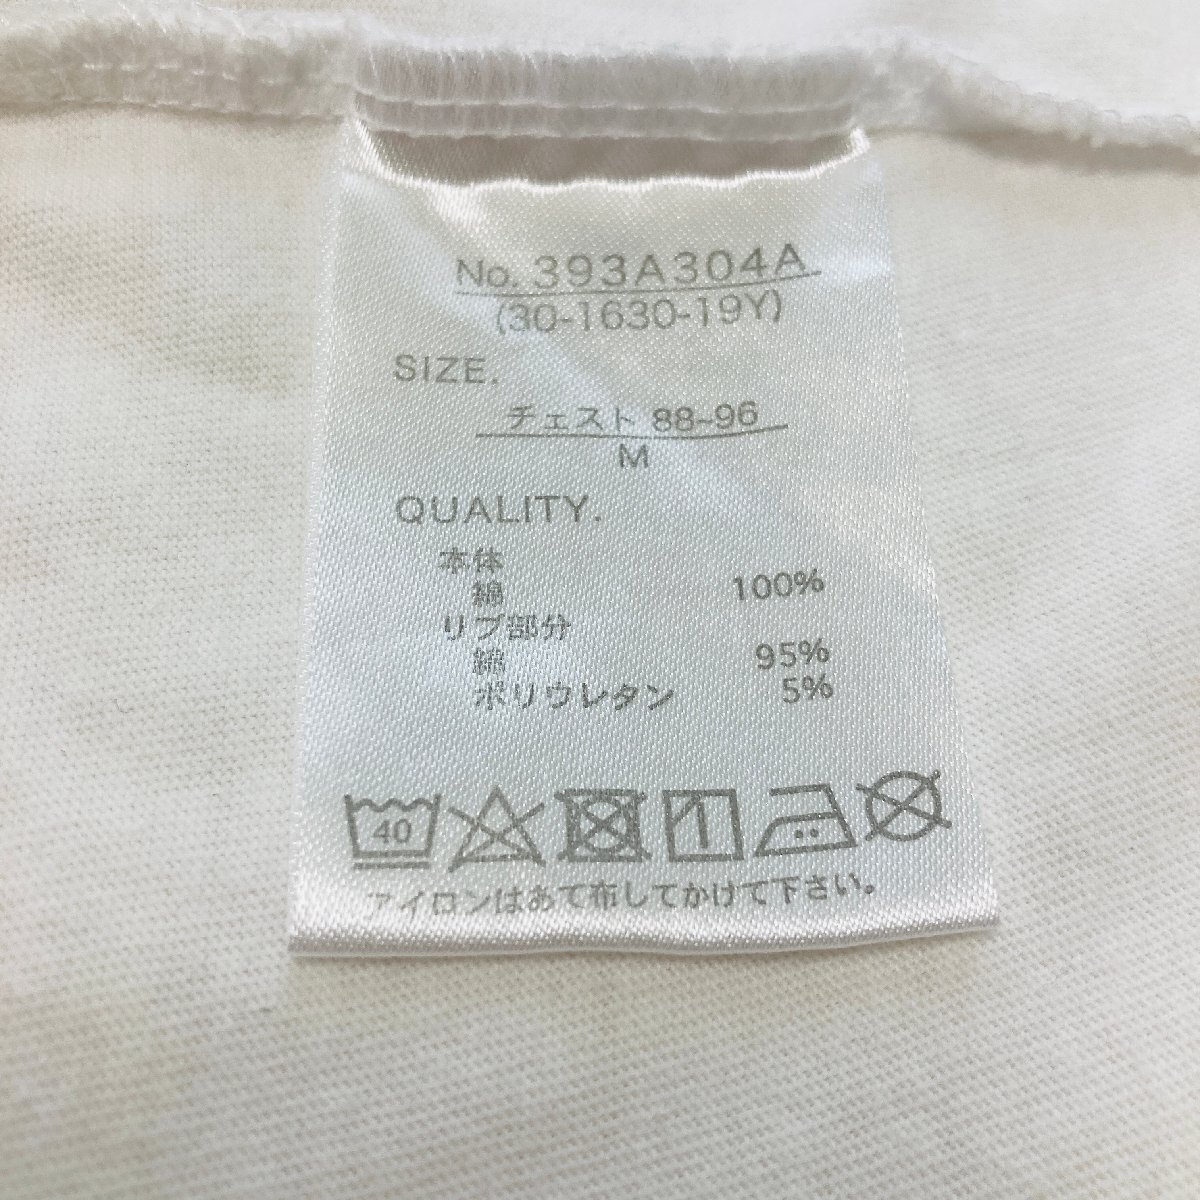 No. 393A304A
(30-1630-19Y)
SIZE.
チェスト 88~96
M
QUALITY.
本体
綿 100%
リブ部分
綿 95%
ポリウレタン 5%
40
アイロンはあて布してかけて下さい。